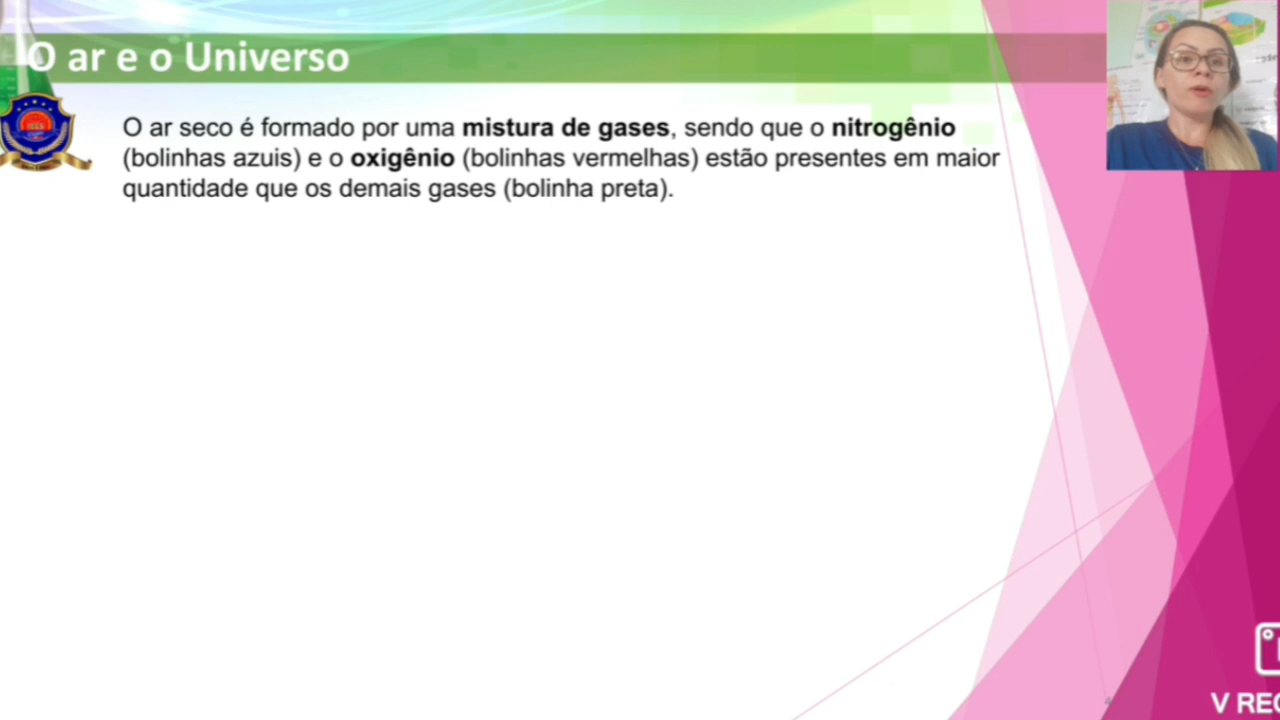 O ar e o Universo
O ar seco é formado por uma mistura de gases, sendo que o nitrogênio
(bolinhas azuis) e o oxigênio (bolinhas vermelhas) estão presentes em maior
quantidade que os demais gases (bolinha preta).
V REC